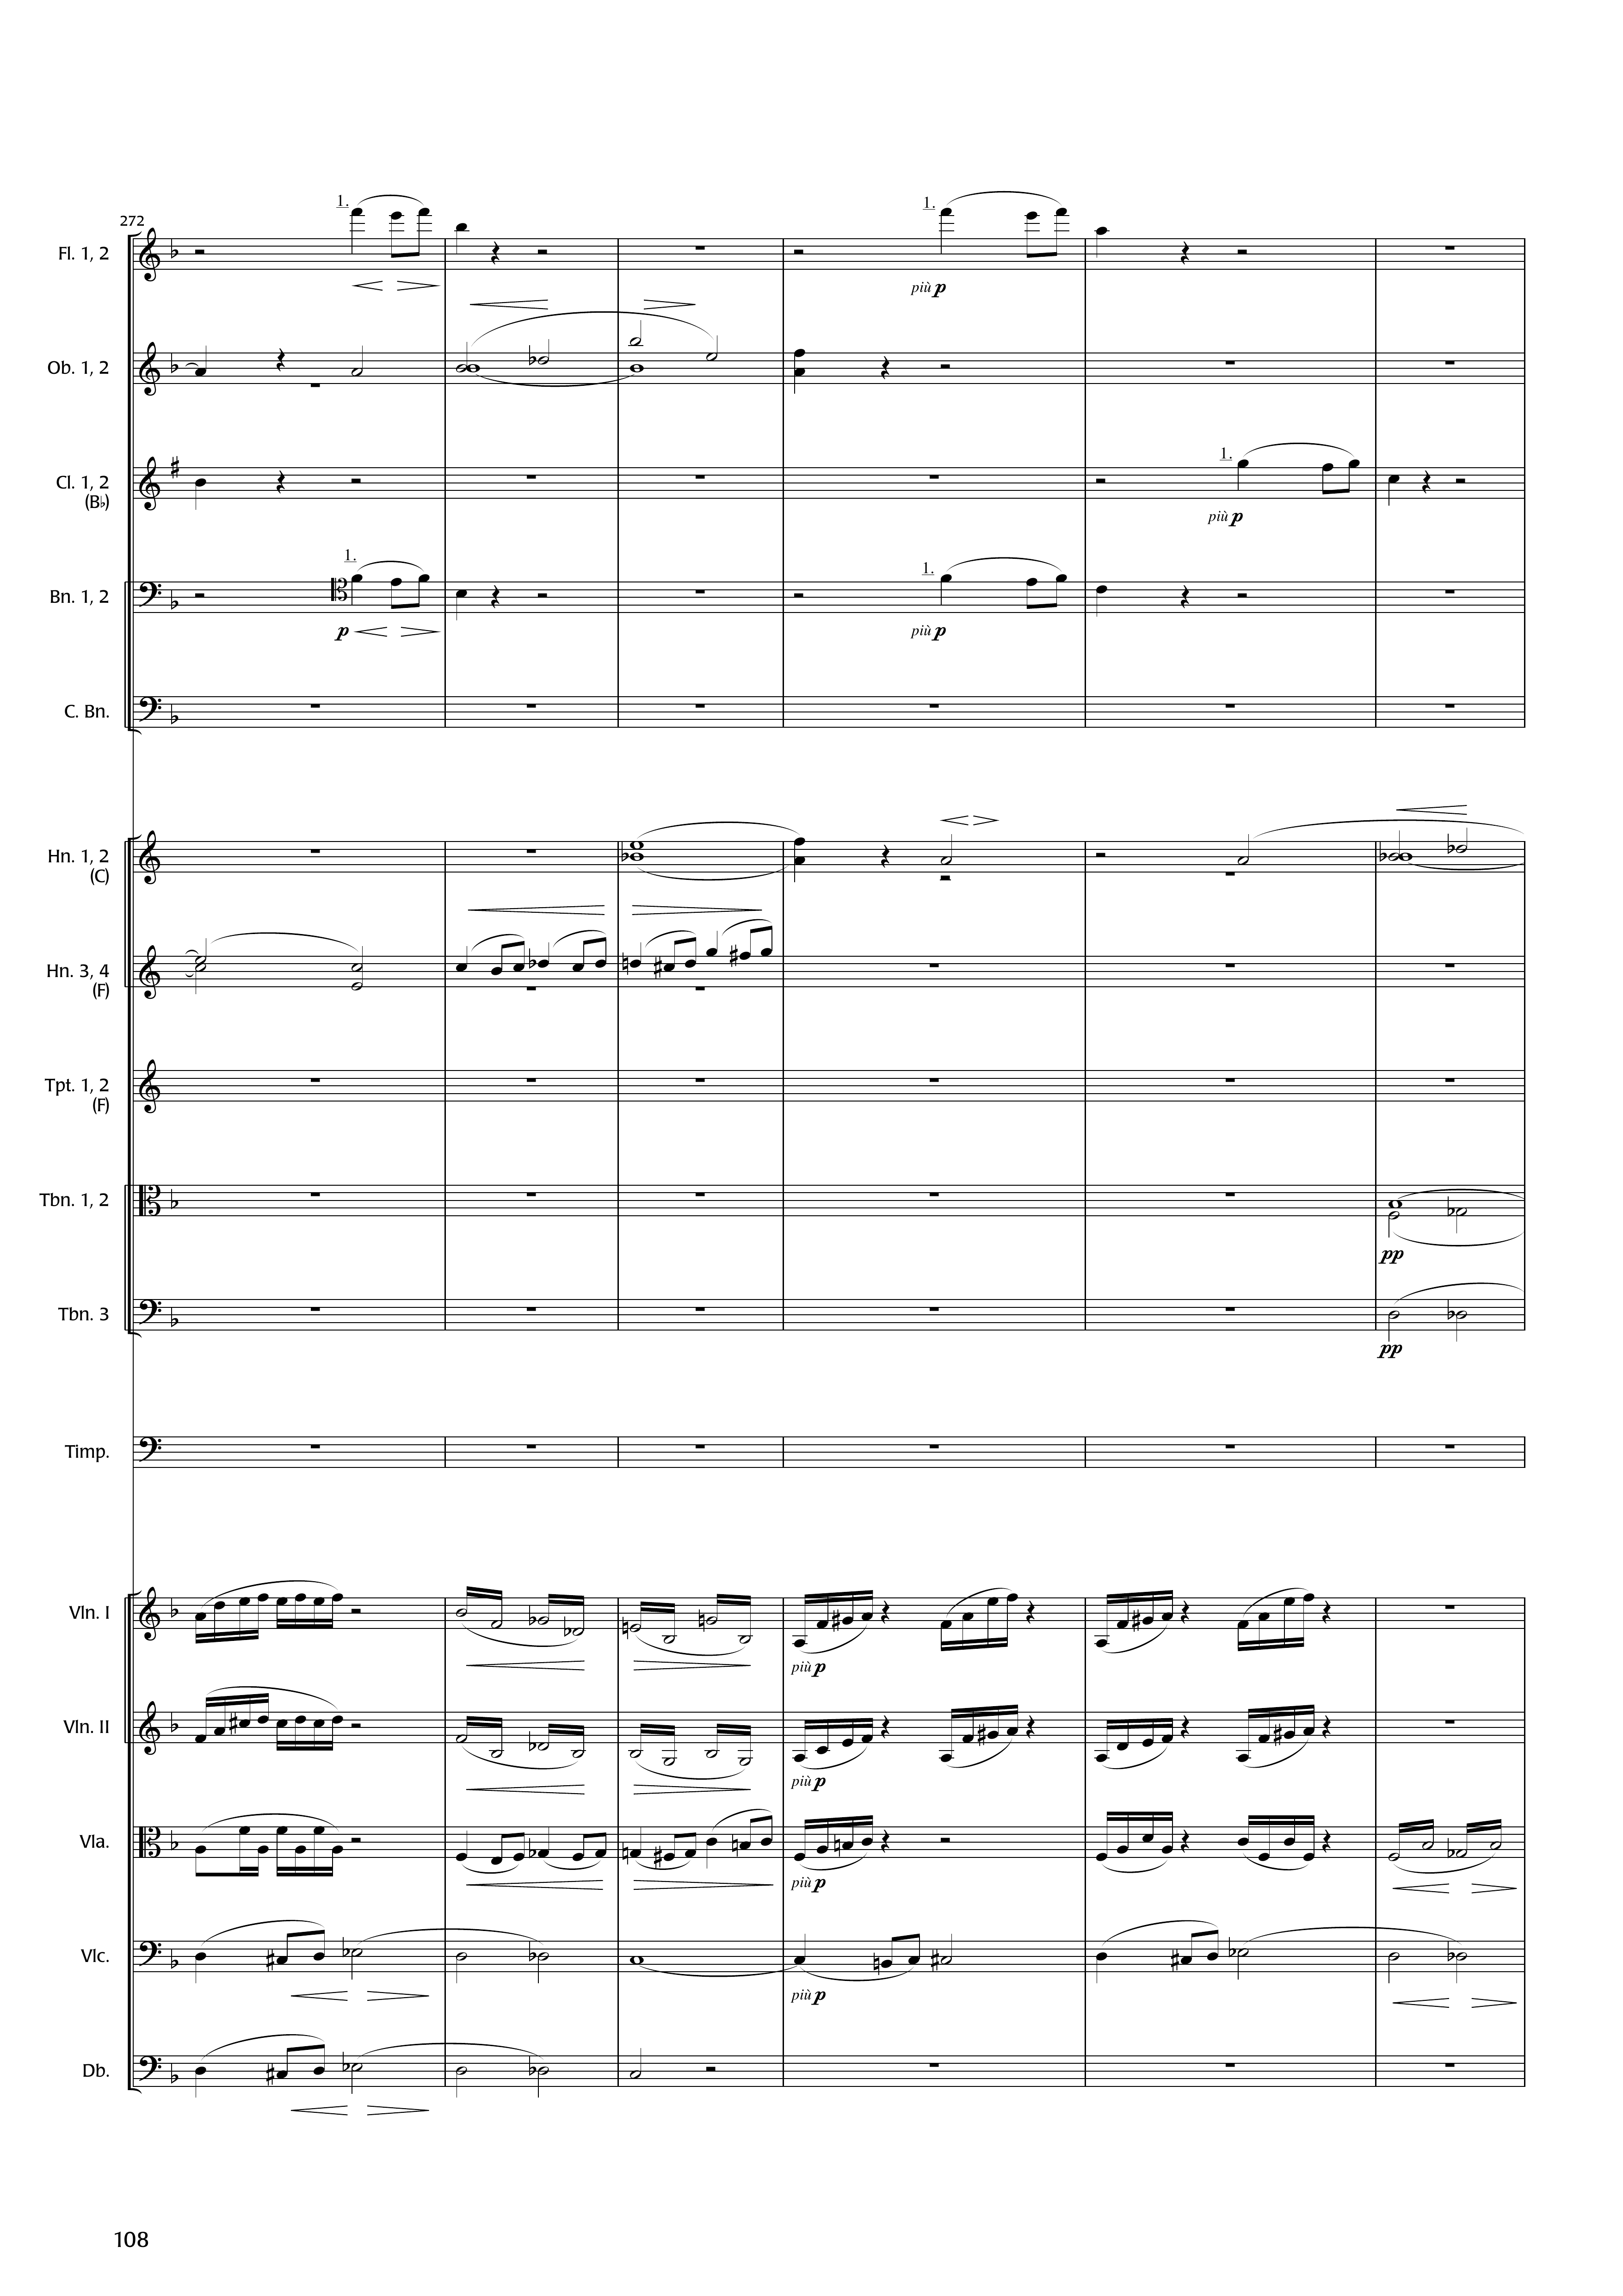 1.
1.
272
Fl. 1, 2
più p
Ob. 1, 2
1.
Cl. 1, 2
(B♭)
più p
1.
1.
Bn. 1, 2
p
più p
C. Bn.
Hn. 1, 2
(C)
Hn. 3, 4
(F)
Tpt. 1, 2
(F)
Tbn. 1, 2
pp
Tbn. 3
pp
Timp.
Vln. I
più p
Vln. II
più p
Vla.
più p
Vlc.
più p
Db.
108